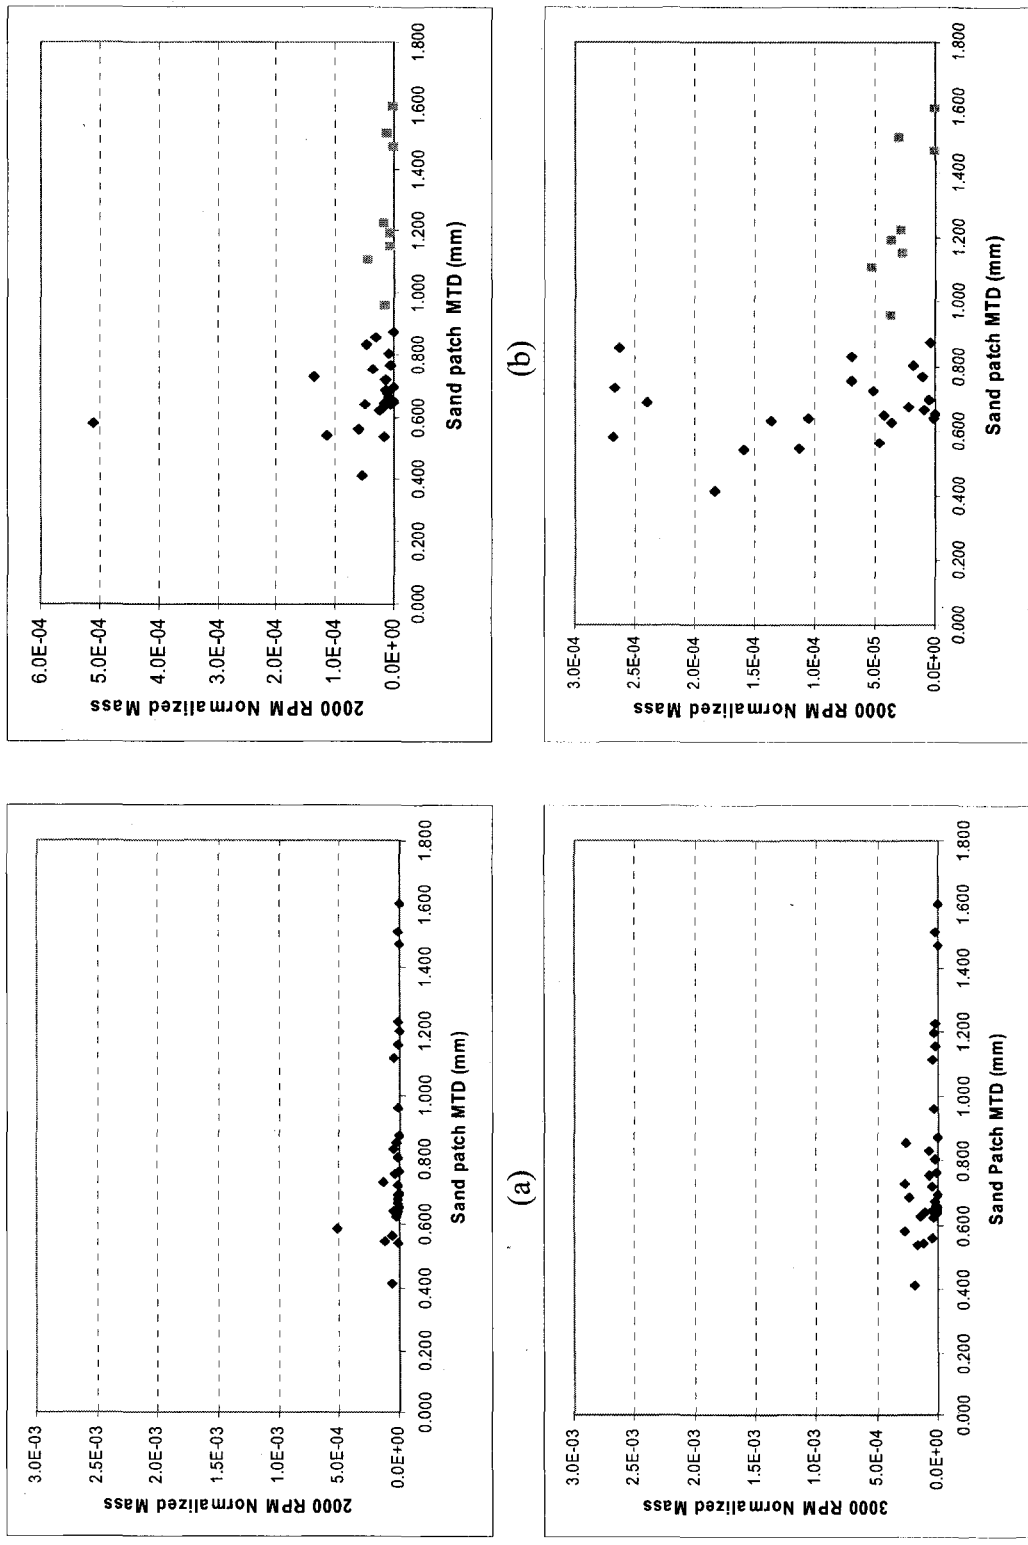 2000 RPM Normalized Mass
3.0E-03
2.5E-03
2.0E-03
1.5E-03
1.0E-03
5.0E-04
0.0E+00
0.000 0.200 0.400 0.600 0.800 1.000 1.200 1.400 1.600 1.800
Sand patch MTD (mm)
2000 RPM Normalized Mass
6.0E-04
5.0E-04
4.0E-04
3.0E-04
2.0E-04
1.0E-04
0.0E+00
0.000 0.200 0.400 0.600 0.800 1.000 1.200 1.400 1.600 1.800
Sand patch MTD (mm)
(a)
(b)
3000 RPM Normalized Mass
3.0E-03
2.5E-03
2.0E-03
1.5E-03
1.0E-03
5.0E-04
0.0E+00
0.000 0.200 0.400 0.600 0.800 1.000 1.200 1.400 1.600 1.800
Sand Patch MTD (mm)
3000 RPM Normalized Mass
3.0E-04
2.5E-04
2.0E-04
1.5E-04
1.0E-04
5.0E-05
0.0E+00
0.000 0.200 0.400 0.600 0.800 1.000 1.200 1.400 1.600 1.800
Sand patch MTD (mm)